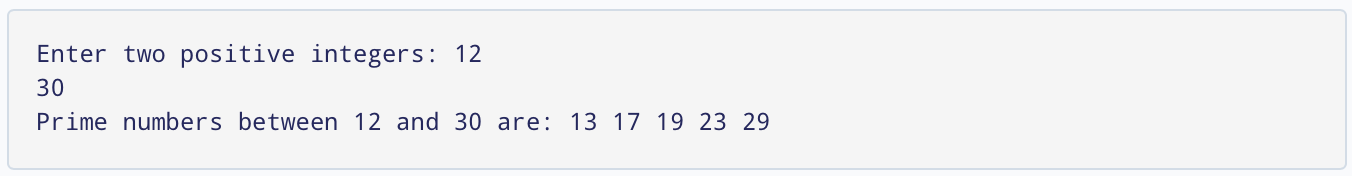 Enter two positive integers: 12
30
Prime numbers between 12 and 30 are: 13 17 19 23 29